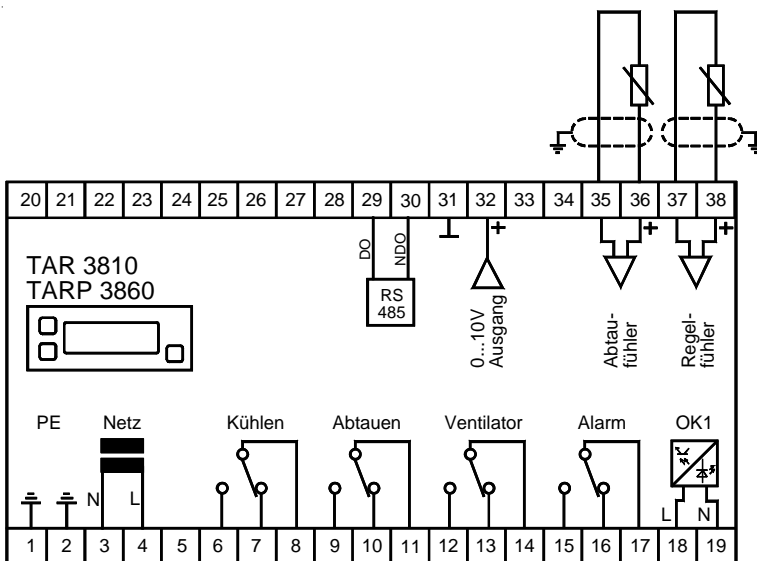 20 21 22 23 24 25 26 27 28 29 30 31 32 33 34 35 36 37 38
TAR 3810
TARP 3860
DO
NDO
RS
485
+
0...10V
Ausgang
+
Abtau-
fühler
+
Regel-
fühler
PE
Netz
Kühlen
Abtauen
Ventilator
Alarm
OK1
N
L
L
N
1 2 3 4 5 6 7 8 9 10 11 12 13 14 15 16 17 18 19